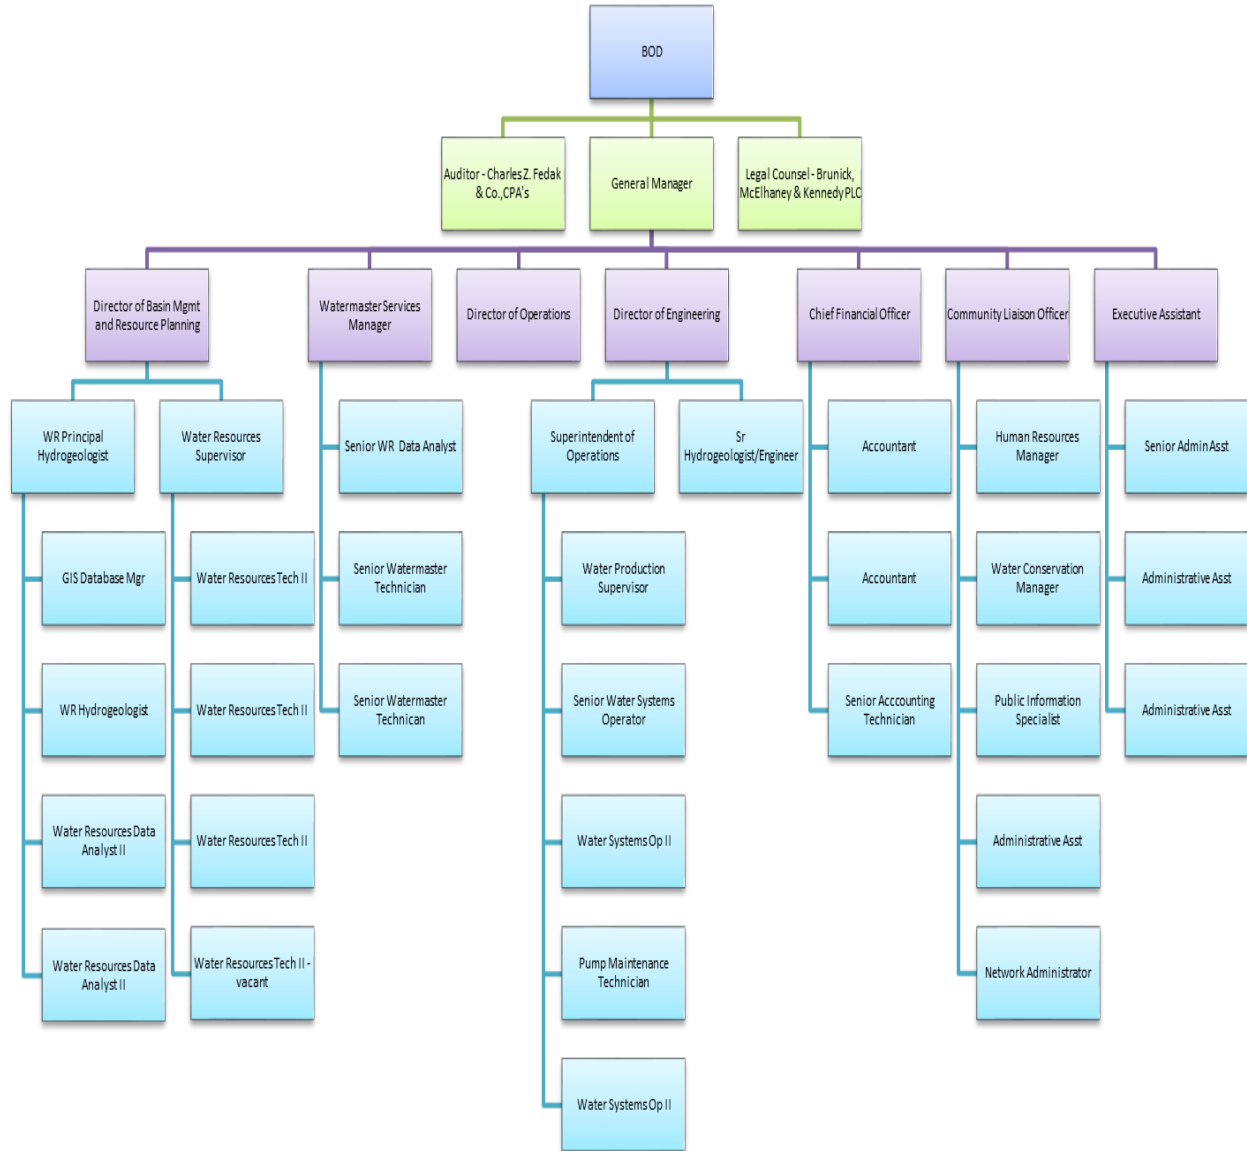 BOD
Auditor - Charles Z. Fedak
& Co.,CPA's
General Manager
Legal Counsel - Brunick,
McElhaney & Kennedy PLC
Director of Basin Mgmt
and Resource Planning
Watermaster Services
Manager
Director of Operations
Director of Engineering
Chief Financial Officer
Community Liaison Officer
Executive Assistant
WR Principal
Hydrogeologist
Water Resources
Supervisor
Senior WR Data Analyst
Superintendent of
Operations
Sr
Hydrogeologist/Engineer
Accountant
Human Resources
Manager
Senior Admin Asst
GIS Database Mgr
Water Resources Tech II
Senior Watermaster
Technician
Water Production
Supervisor
Accountant
Water Conservation
Manager
Administrative Asst
WR Hydrogeologist
Water Resources Tech II
Senior Watermaster
Technican
Senior Water Systems
Operator
Senior Acccounting
Technician
Public Information
Specialist
Administrative Asst
Water Resources Data
Analyst II
Water Resources Tech II
Water Systems Op II
Administrative Asst
Water Resources Data
Analyst II
Water Resources Tech II -
vacant
Pump Maintenance
Technician
Network Administrator
Water Systems Op II